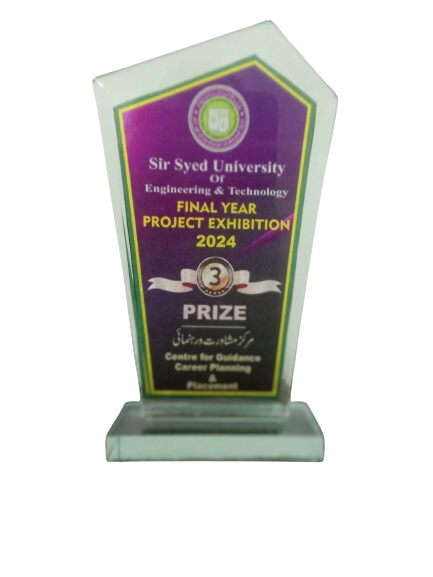 Sir Syed University
Of
Engineering & Technology
FINAL YEAR
PROJECT EXHIBITION
2024
3
PRIZE
مرکز مشاورت و رہنمائی
Centre for Guidance
Career Planning
&
Placement